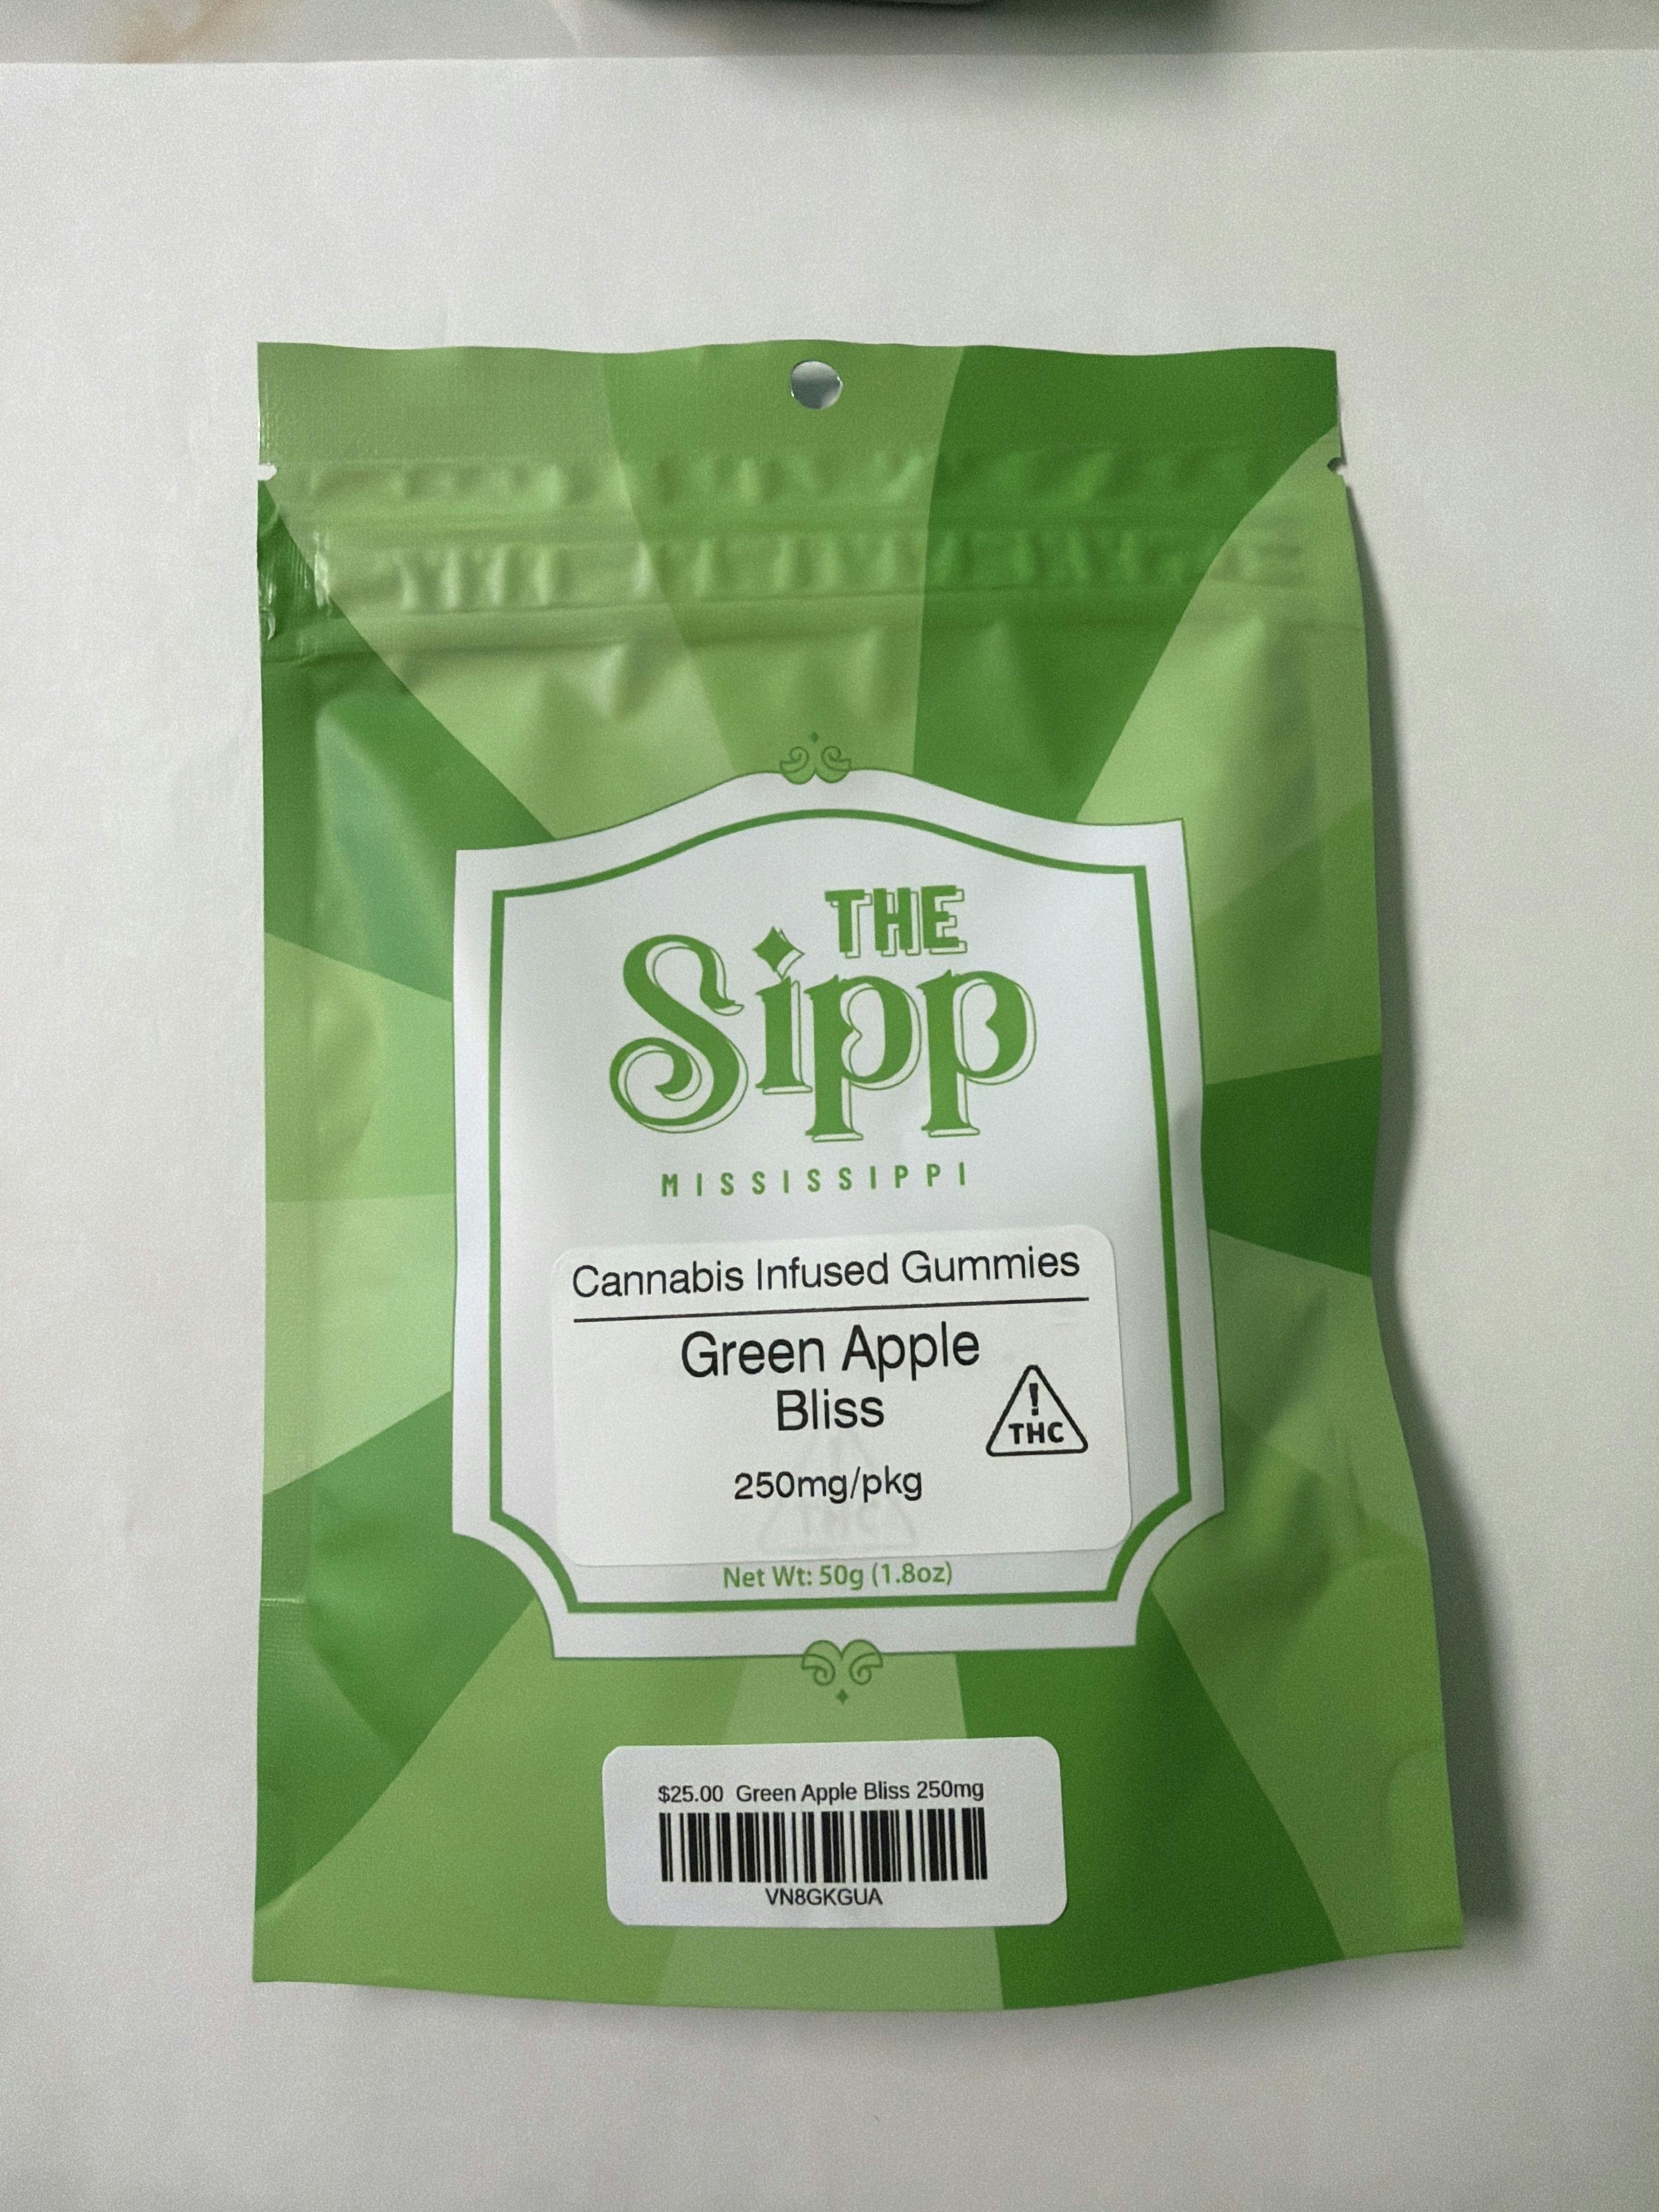 THE
Sipp
MISSISSIPPI
Cannabis Infused Gummies
Green Apple
Bliss
! THC
250mg/pkg
Net Wt: 50g (1.8oz)
$25.00 Green Apple Bliss 250mg
VN8GKGUA